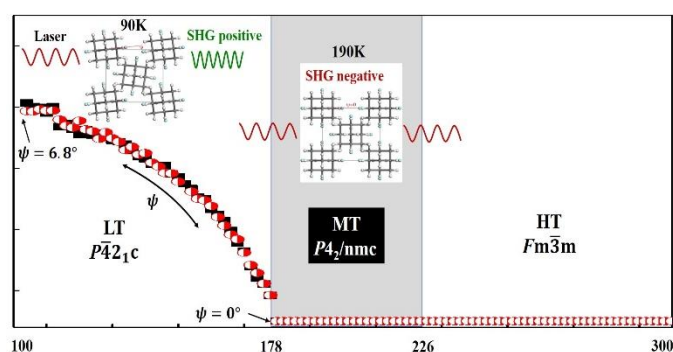 90K
Laser
SHG positive
190K
SHG negative
ψ = 6.8°
ψ
LT
P4̅2₁c
MT
P4₂/nmc
HT
Fm3̅m
ψ = 0°
100
178
226
300